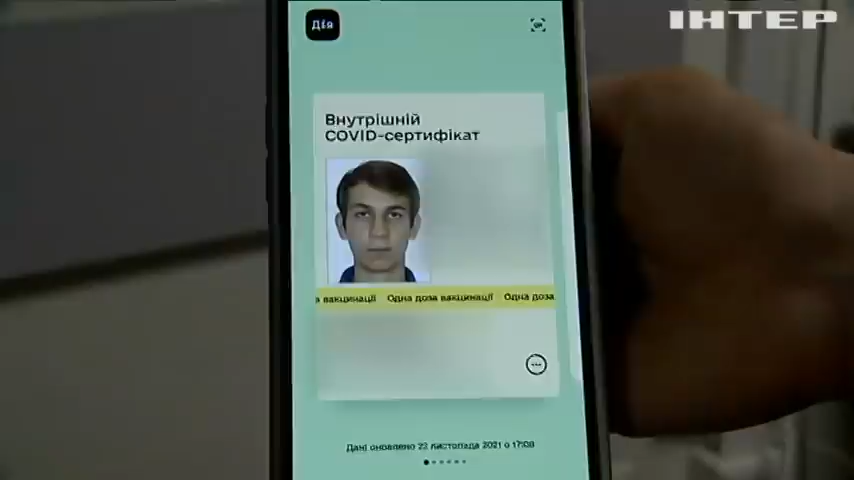 ІНТЕР
Дія
Внутрішній
COVID-сертифікат
а вакцинації Одна доза вакцинації Одна доза
Дані оновлено 23 листопада 2021 о 17:08